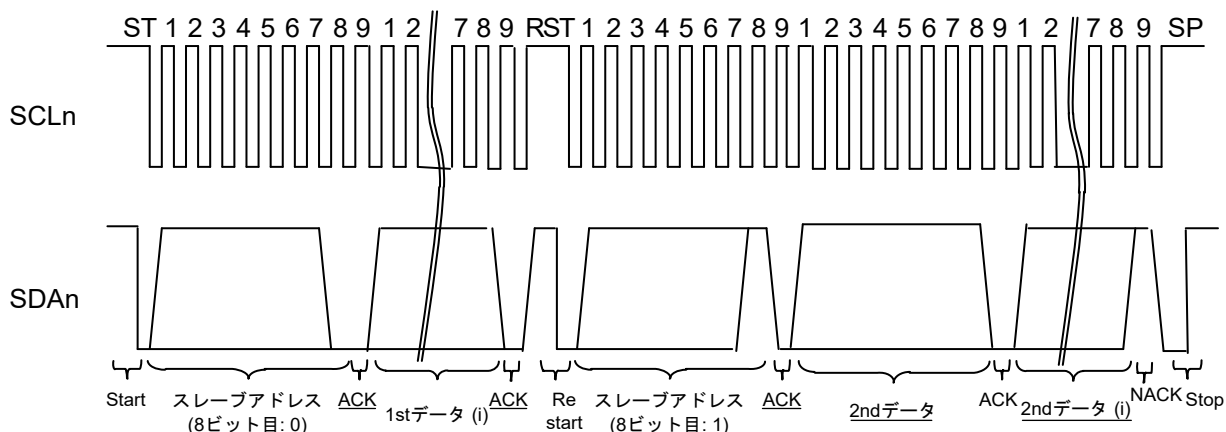 ST 1 2 3 4 5 6 7 8 9 1 2 7 8 9 RST 1 2 3 4 5 6 7 8 9 1 2 3 4 5 6 7 8 9 1 2 7 8 9 SP
SCLn
SDAn
Start
スレーブアドレス
(8ビット目: 0)
ACK
1stデータ (i)
ACK
Re
start
スレーブアドレス
(8ビット目: 1)
ACK
2ndデータ
ACK
2ndデータ (i)
NACK
Stop